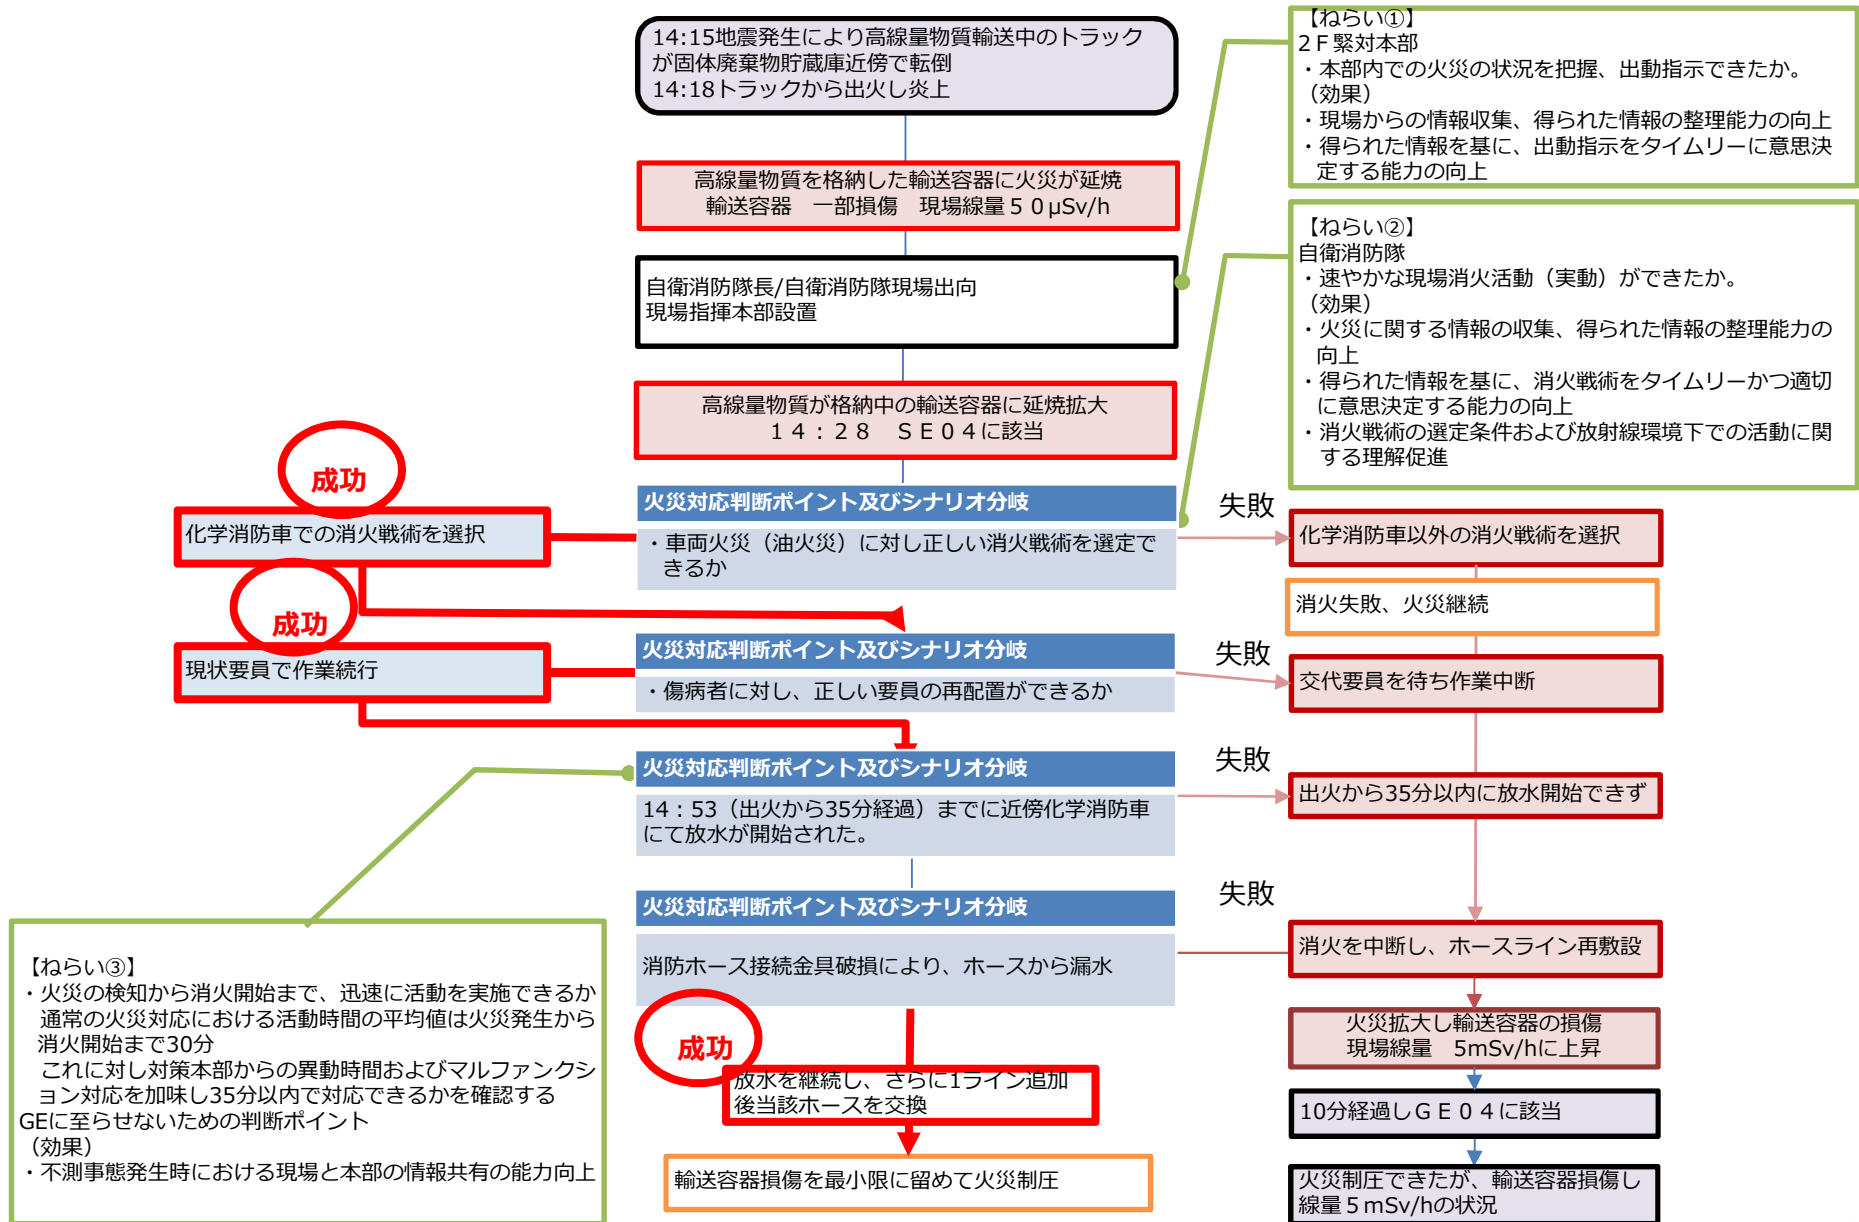 14:15地震発生により高線量物質輸送中のトラック
が固体廃棄物貯蔵庫近傍で転倒
14:18トラックから出火し炎上
高線量物質を格納した輸送容器に火災が延焼
輸送容器　一部損傷　現場線量５０μSv/h
自衛消防隊長/自衛消防隊現場出向
現場指揮本部設置
高線量物質が格納中の輸送容器に延焼拡大
１４：２８　ＳＥ０４に該当
【ねらい①】
２Ｆ緊対本部
・本部内での火災の状況を把握、出動指示できたか。
（効果）
・現場からの情報収集、得られた情報の整理能力の向上
・得られた情報を基に、出動指示をタイムリーに意思決
定する能力の向上
【ねらい②】
自衛消防隊
・速やかな現場消火活動（実動）ができたか。
（効果）
・火災に関する情報の収集、得られた情報の整理能力の
向上
・得られた情報を基に、消火戦術をタイムリーかつ適切
に意思決定する能力の向上
・消火戦術の選定条件および放射線環境下での活動に関
する理解促進
成功
化学消防車での消火戦術を選択
火災対応判断ポイント及びシナリオ分岐
・車両火災（油火災）に対し正しい消火戦術を選定で
きるか
失敗
化学消防車以外の消火戦術を選択
消火失敗、火災継続
成功
現状要員で作業続行
火災対応判断ポイント及びシナリオ分岐
・傷病者に対し、正しい要員の再配置ができるか
失敗
交代要員を待ち作業中断
火災対応判断ポイント及びシナリオ分岐
14：53（出火から35分経過）までに近傍化学消防車
にて放水が開始された。
失敗
出火から35分以内に放水開始できず
火災対応判断ポイント及びシナリオ分岐
消防ホース接続金具破損により、ホースから漏水
失敗
消火を中断し、ホースライン再敷設
火災拡大し輸送容器の損傷
現場線量　5mSv/hに上昇
10分経過しＧＥ０４に該当
火災制圧できたが、輸送容器損傷し
線量５mSv/hの状況
成功
放水を継続し、さらに1ライン追加
後当該ホースを交換
輸送容器損傷を最小限に留めて火災制圧
【ねらい③】
・火災の検知から消火開始まで、迅速に活動を実施できるか
通常の火災対応における活動時間の平均値は火災発生から
消火開始まで30分
これに対し対策本部からの異動時間およびマルファンクシ
ョン対応を加味し35分以内で対応できるかを確認する
GEに至らせないための判断ポイント
（効果）
・不測事態発生時における現場と本部の情報共有の能力向上